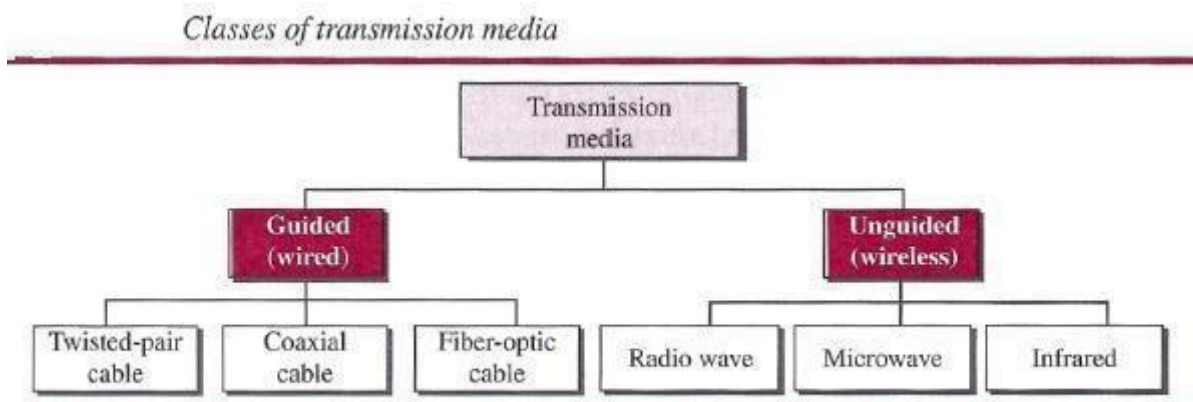 Classes of transmission media
Transmission
media
Guided
(wired)
Unguided
(wireless)
Twisted-pair
cable
Coaxial
cable
Fiber-optic
cable
Radio wave
Microwave
Infrared